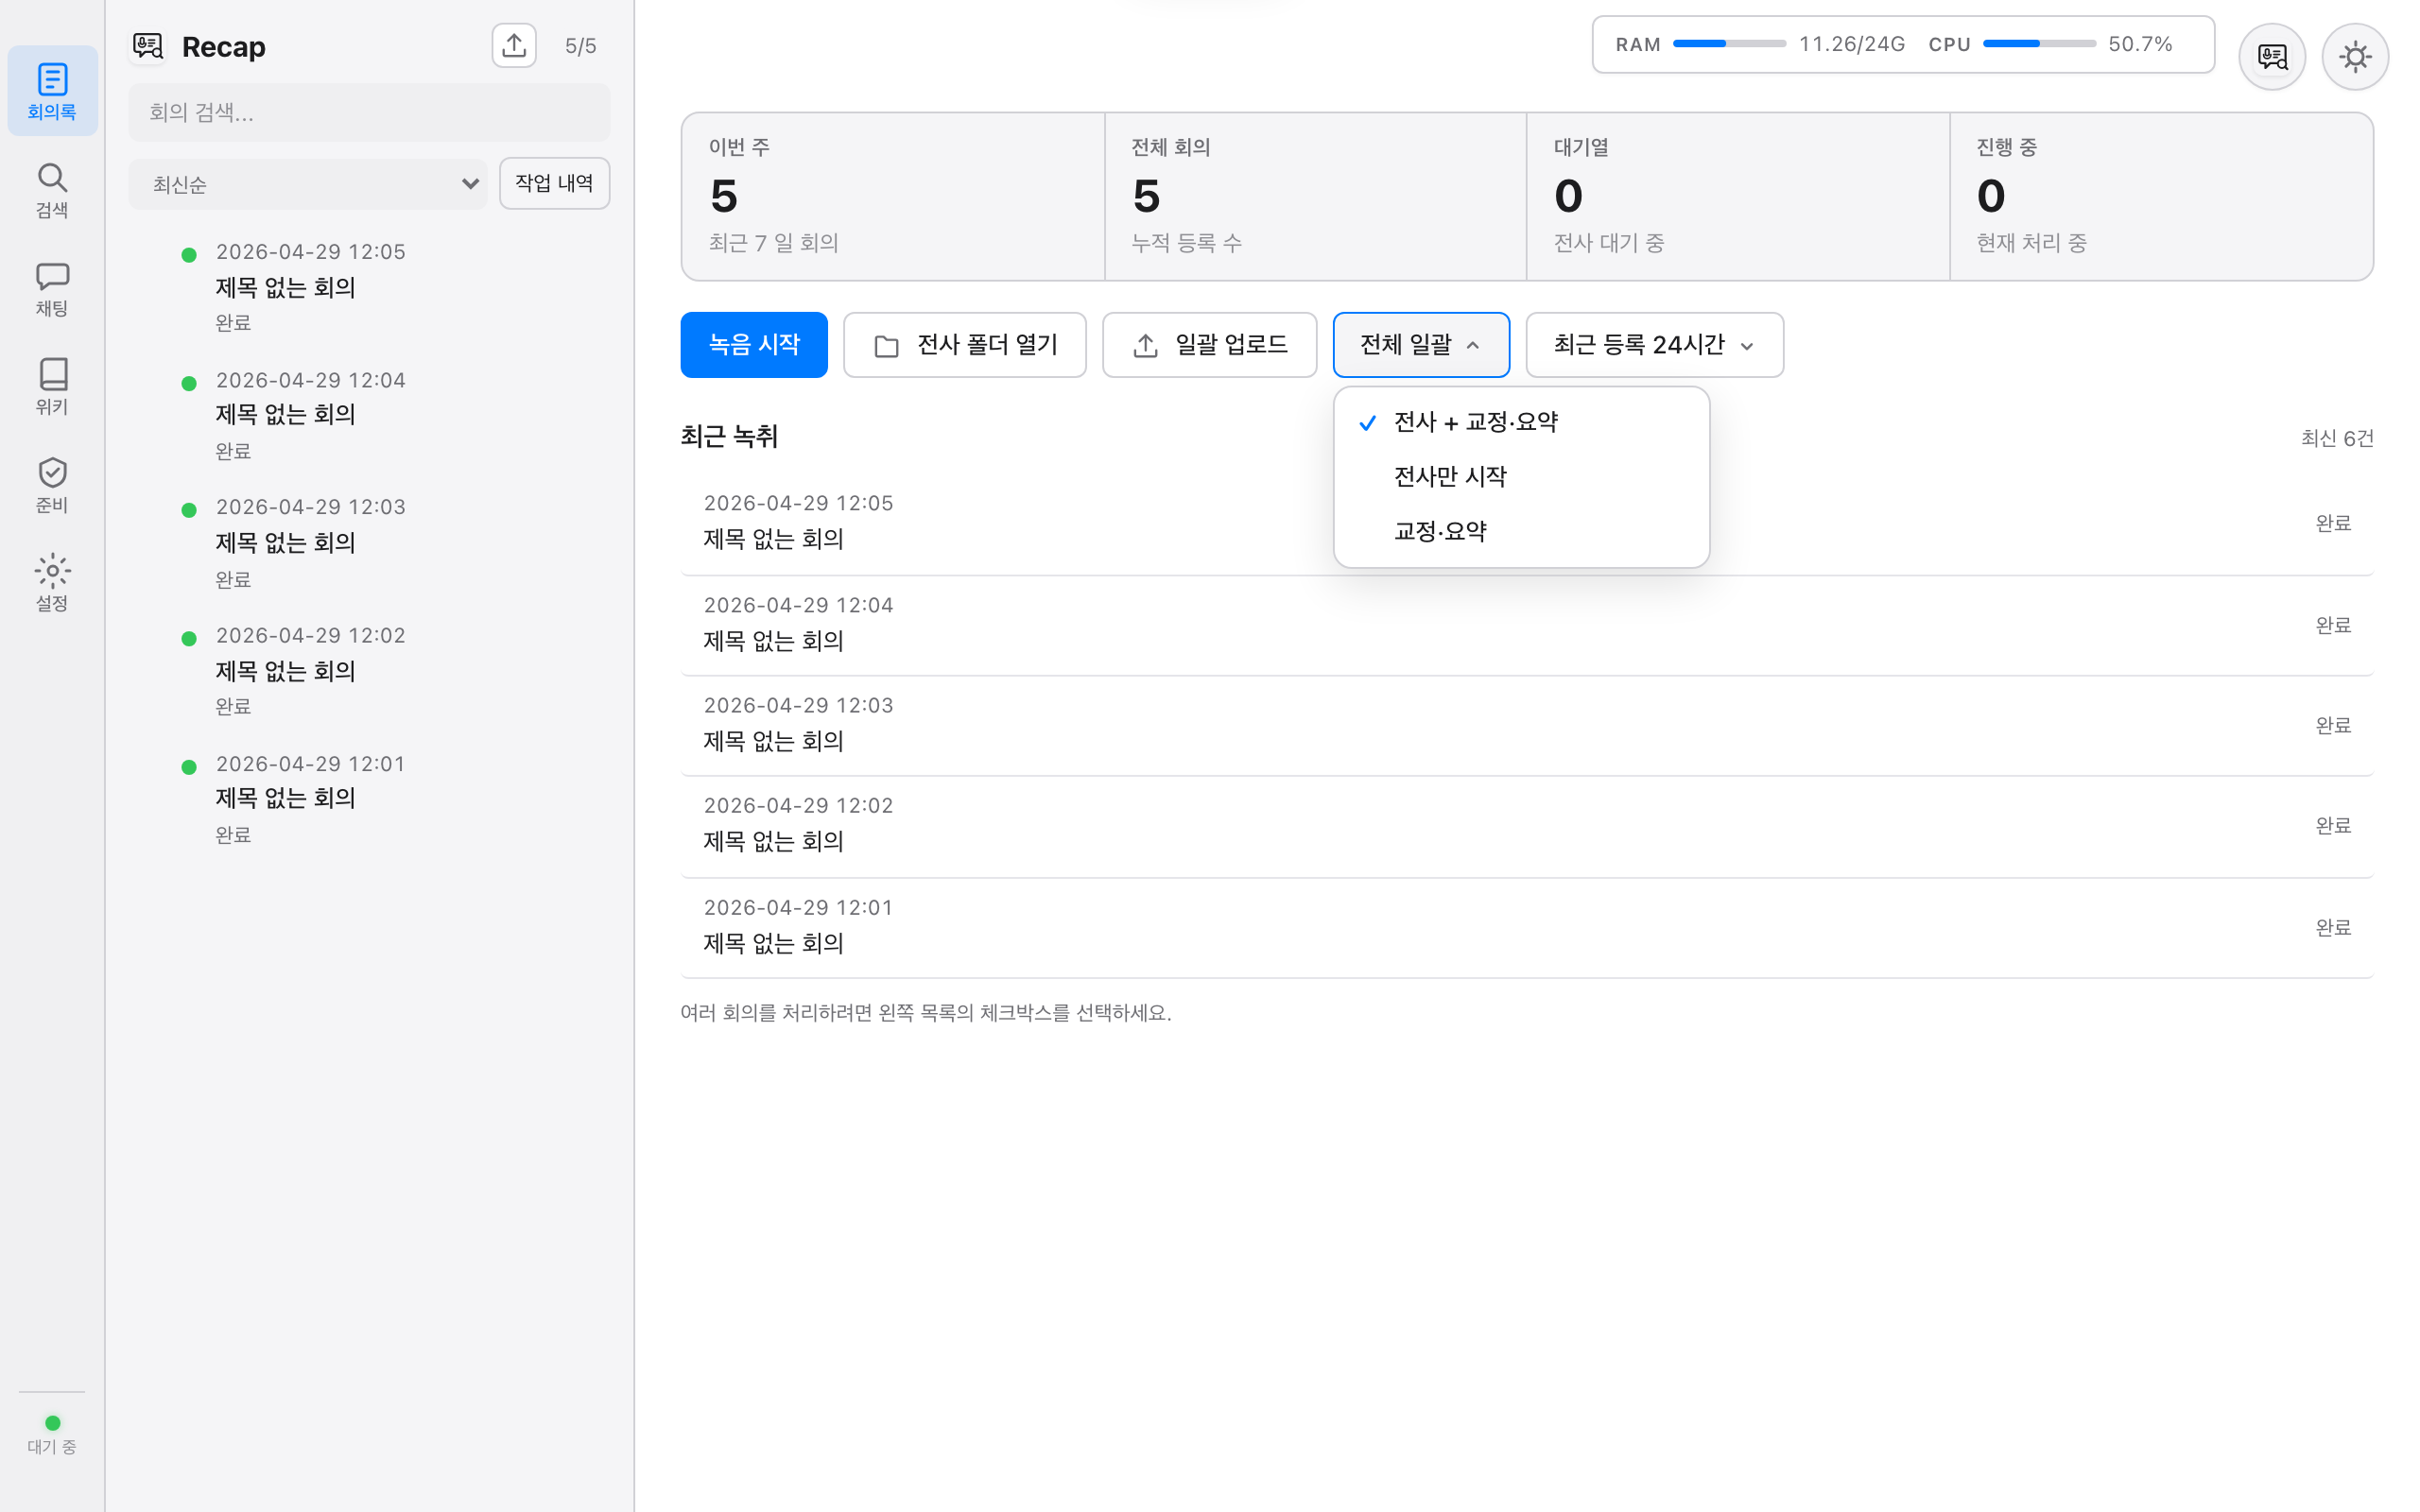 회의록
검색
채팅
위키
준비
설정
대기 중
Recap
5/5
회의 검색...
최신순
작업 내역
2026-04-29 12:05
제목 없는 회의
완료
2026-04-29 12:04
제목 없는 회의
완료
2026-04-29 12:03
제목 없는 회의
완료
2026-04-29 12:02
제목 없는 회의
완료
2026-04-29 12:01
제목 없는 회의
완료
RAM 11.26/24G CPU 50.7%
이번 주
5
최근 7 일 회의
전체 회의
5
누적 등록 수
대기열
0
전사 대기 중
진행 중
0
현재 처리 중
녹음 시작
전사 폴더 열기
일괄 업로드
전체 일괄
최근 등록 24시간
전사 + 교정·요약
전사만 시작
교정·요약
최근 녹취
최신 6건
2026-04-29 12:05
제목 없는 회의
완료
2026-04-29 12:04
제목 없는 회의
완료
2026-04-29 12:03
제목 없는 회의
완료
2026-04-29 12:02
제목 없는 회의
완료
2026-04-29 12:01
제목 없는 회의
완료
여러 회의를 처리하려면 왼쪽 목록의 체크박스를 선택하세요.